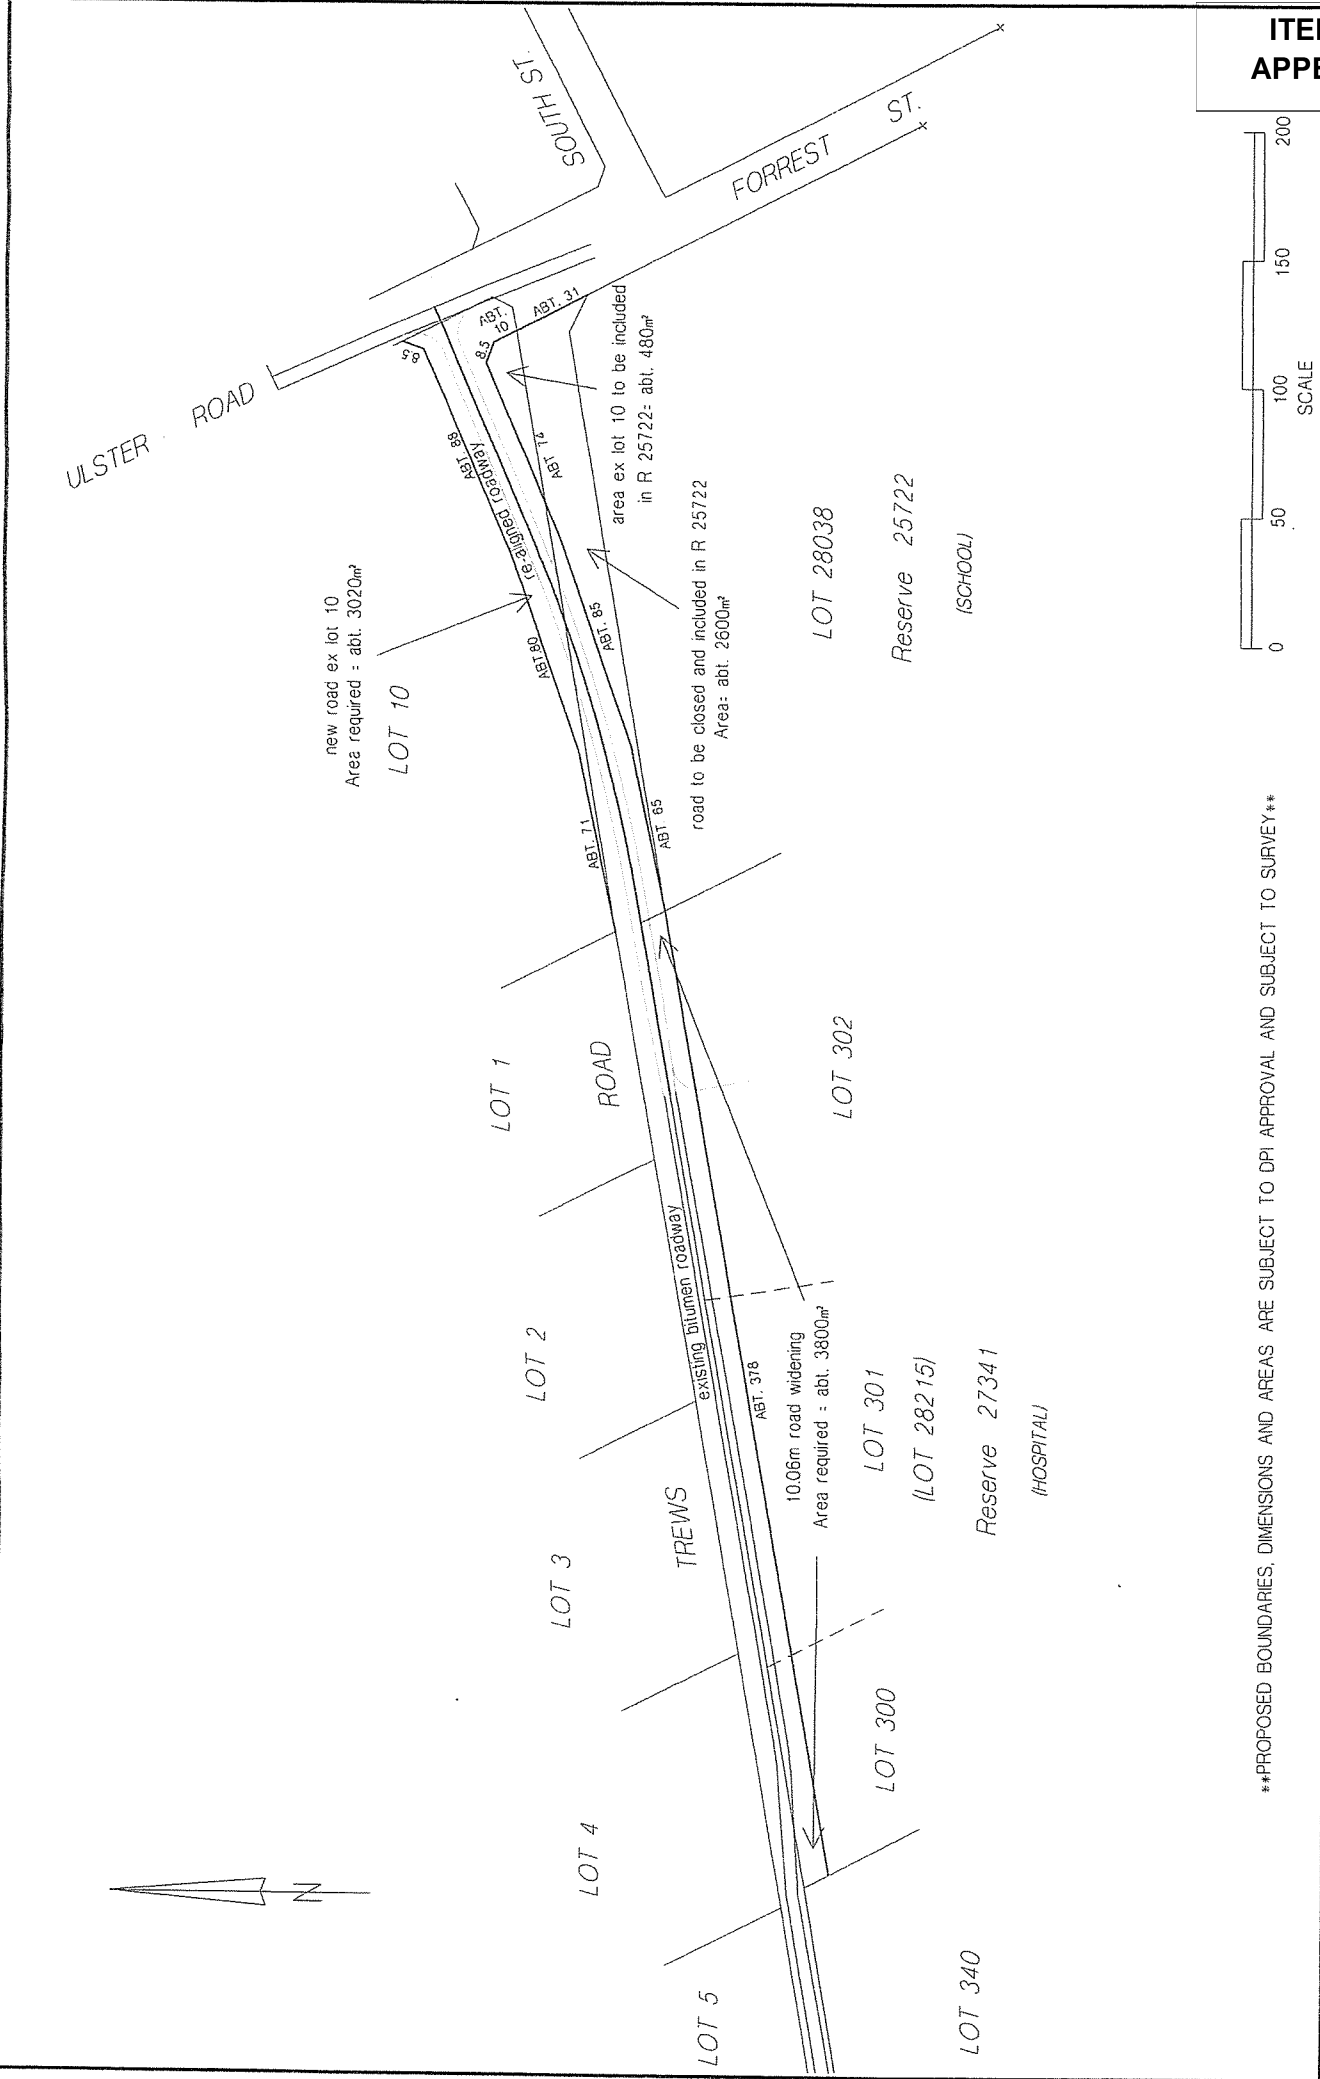 ITE
APPE
SOUTH ST.
FORREST ST.
ULSTER ROAD
8.5
ABT. 10
ABT. 31
8.5
ABT. 88
re-aligned roadway
ABT 74
area ex lot 10 to be included
in R 25722= abt. 480m²
new road ex lot 10
Area required = abt. 3020m²
LOT 10
ABT.80
ABT. 85
road to be closed and included in R 25722
Area= abt. 2600m²
LOT 28038
Reserve 25722
(SCHOOL)
ABT. 71
ABT. 65
LOT 1
ROAD
LOT 302
LOT 2
existing bitumen roadway
ABT. 378
10.06m road widening
Area required = abt. 3800m²
LOT 301
(LOT 28215)
Reserve 27341
(HOSPITAL)
LOT 3
TREWS
LOT 300
LOT 4
N
LOT 5
LOT 340
0 50 100 150 200
SCALE
**PROPOSED BOUNDARIES, DIMENSIONS AND AREAS ARE SUBJECT TO DPI APPROVAL AND SUBJECT TO SURVEY**